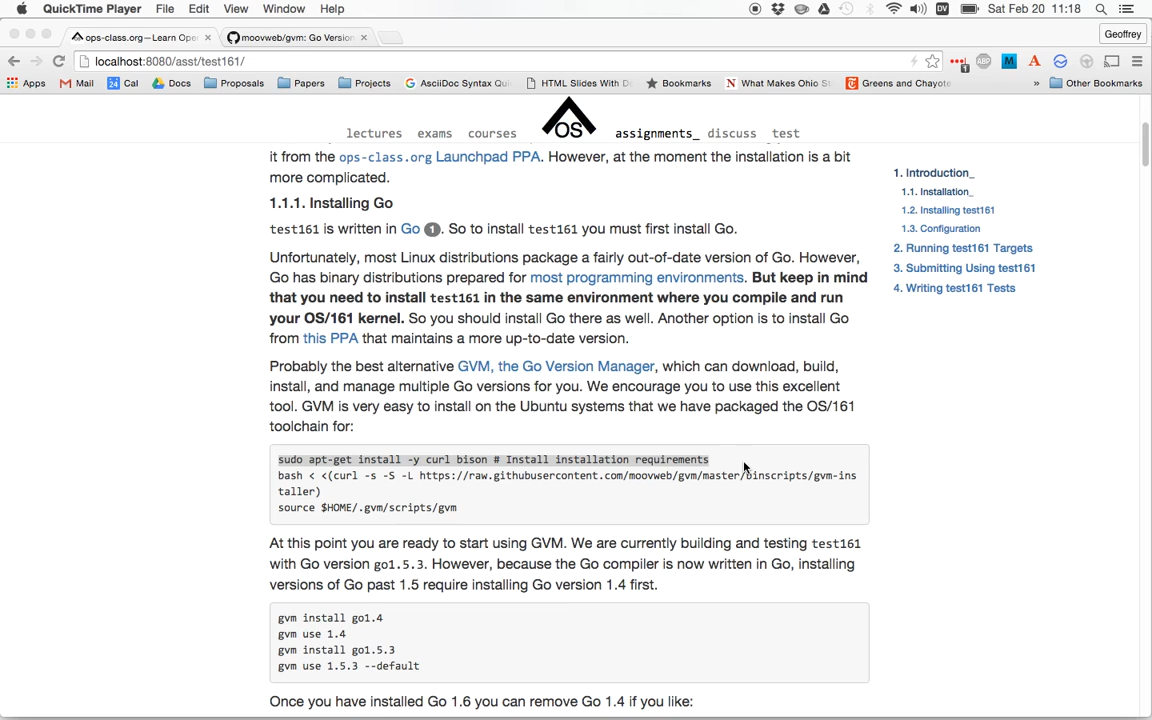 QuickTime Player File Edit View Window Help Sat Feb 20 11:18
ops-class.org — Learn Ope
moovweb/gvm: Go Version
Geoffrey
localhost:8080/asst/test161/
Apps Mail Cal Docs Proposals Papers Projects AsciiDoc Syntax Qu HTML Slides With D Bookmarks What Makes Ohio S Greens and Chayote » Other Bookmarks
lectures exams courses OS assignments_ discuss test
it from the ops-class.org Launchpad PPA. However, at the moment the installation is a bit
more complicated.
1.1.1. Installing Go
test161 is written in Go 1. So to install test161 you must first install Go.
Unfortunately, most Linux distributions package a fairly out-of-date version of Go. However,
Go has binary distributions prepared for most programming environments. But keep in mind
that you need to install test161 in the same environment where you compile and run
your OS/161 kernel. So you should install Go there as well. Another option is to install Go
from this PPA that maintains a more up-to-date version.
Probably the best alternative GVM, the Go Version Manager, which can download, build,
install, and manage multiple Go versions for you. We encourage you to use this excellent
tool. GVM is very easy to install on the Ubuntu systems that we have packaged the OS/161
toolchain for:
sudo apt-get install -y curl bison # Install installation requirements
bash < <(curl -s -S -L https://raw.githubusercontent.com/moovweb/gvm/master/binscripts/gvm-ins
taller)
source $HOME/.gvm/scripts/gvm
At this point you are ready to start using GVM. We are currently building and testing test161
with Go version go1.5.3. However, because the Go compiler is now written in Go, installing
versions of Go past 1.5 require installing Go version 1.4 first.
gvm install go1.4
gvm use 1.4
gvm install go1.5.3
gvm use 1.5.3 --default
Once you have installed Go 1.6 you can remove Go 1.4 if you like:
1. Introduction_
1.1. Installation_
1.2. Installing test161
1.3. Configuration
2. Running test161 Targets
3. Submitting Using test161
4. Writing test161 Tests